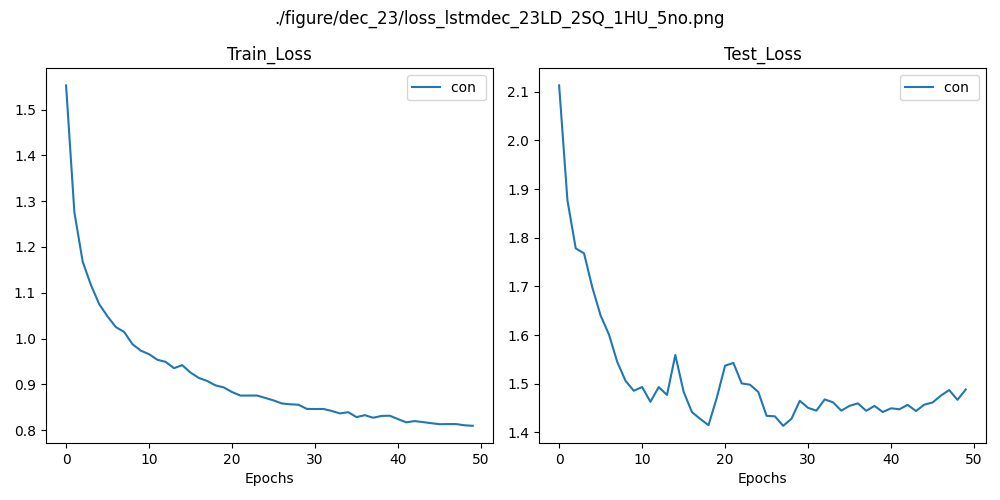 ./figure/dec_23/loss_lstmdec_23LD_2SQ_1HU_5no.png
Train_Loss
con
1.5
1.4
1.3
1.2
1.1
1.0
0.9
0.8
0 10 20 30 40 50
Epochs
Test_Loss
con
2.1
2.0
1.9
1.8
1.7
1.6
1.5
1.4
0 10 20 30 40 50
Epochs